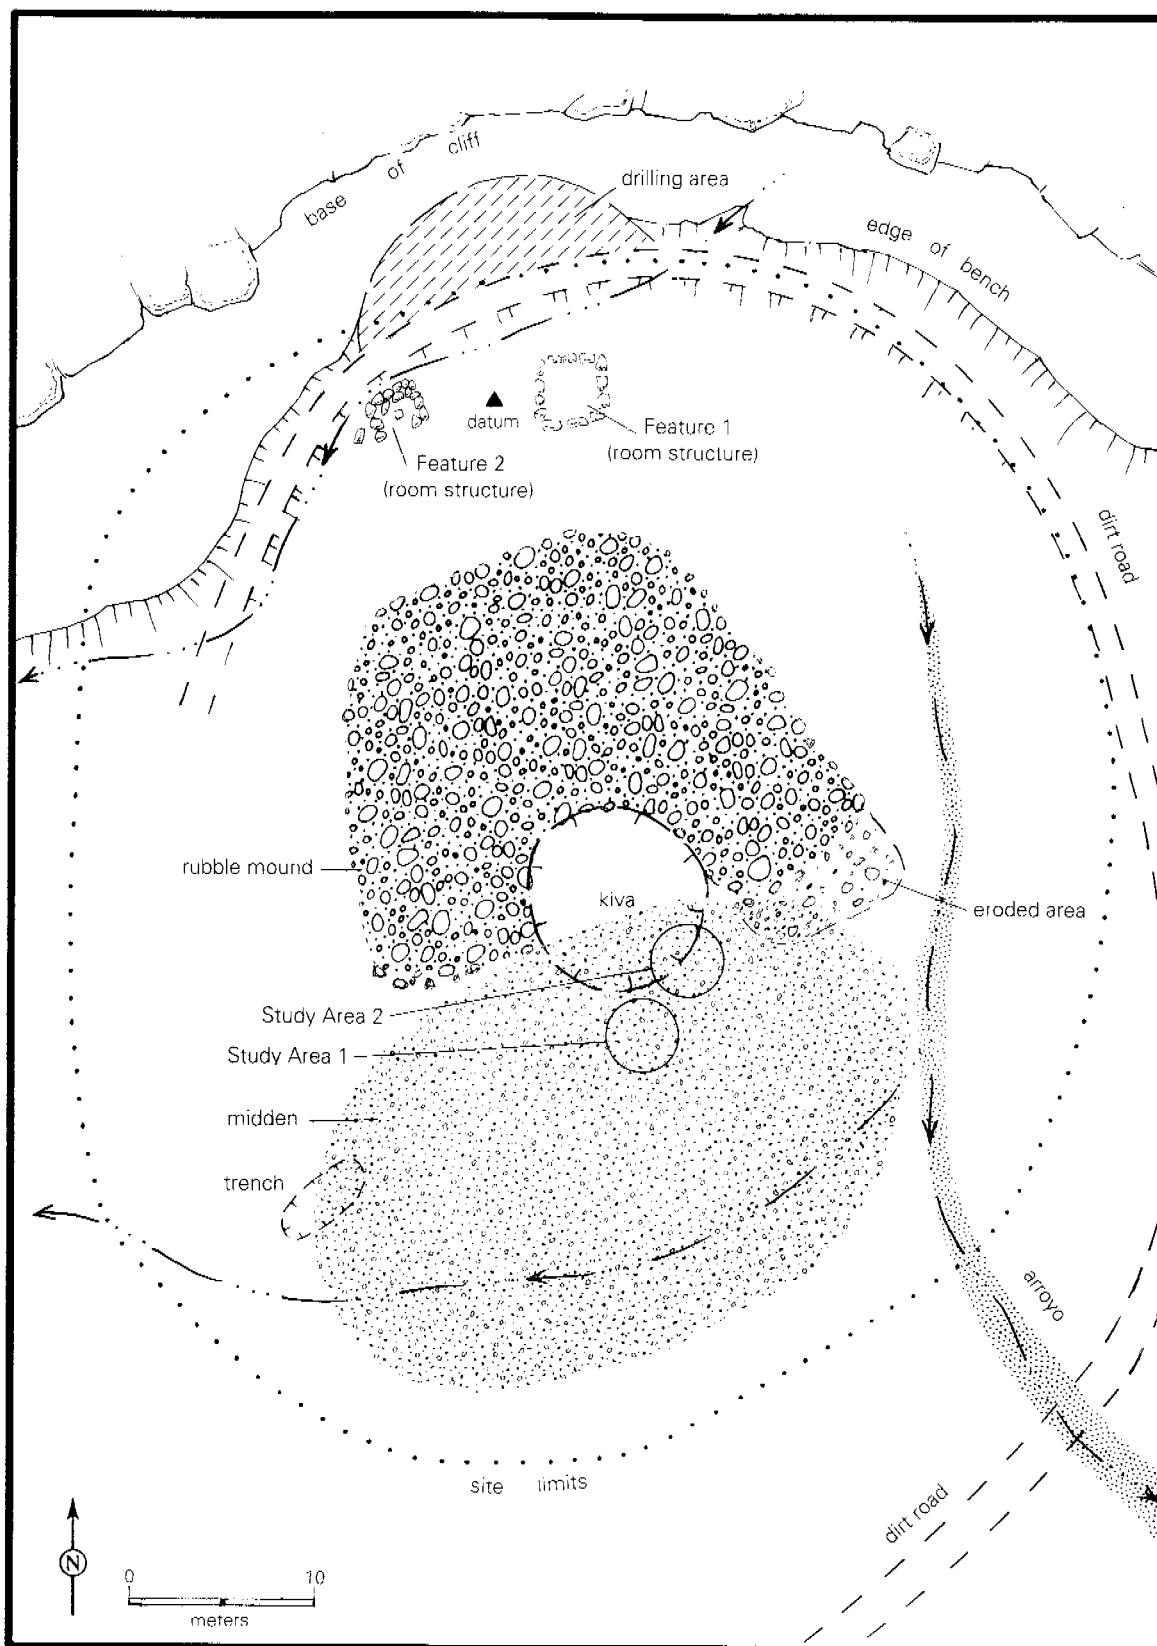 base of cliff
drilling area
edge of bench
datum
Feature 1
(room structure)
Feature 2
(room structure)
dirt road
rubble mound
kiva
eroded area
Study Area 2
Study Area 1
midden
trench
arroyo
site limits
dirt road
N
0 10
meters